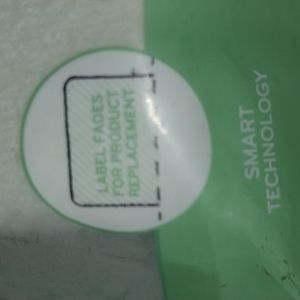 LABEL FADES
FOR PRODUCT
REPLACEMENT
SMART
TECHNOLOGY